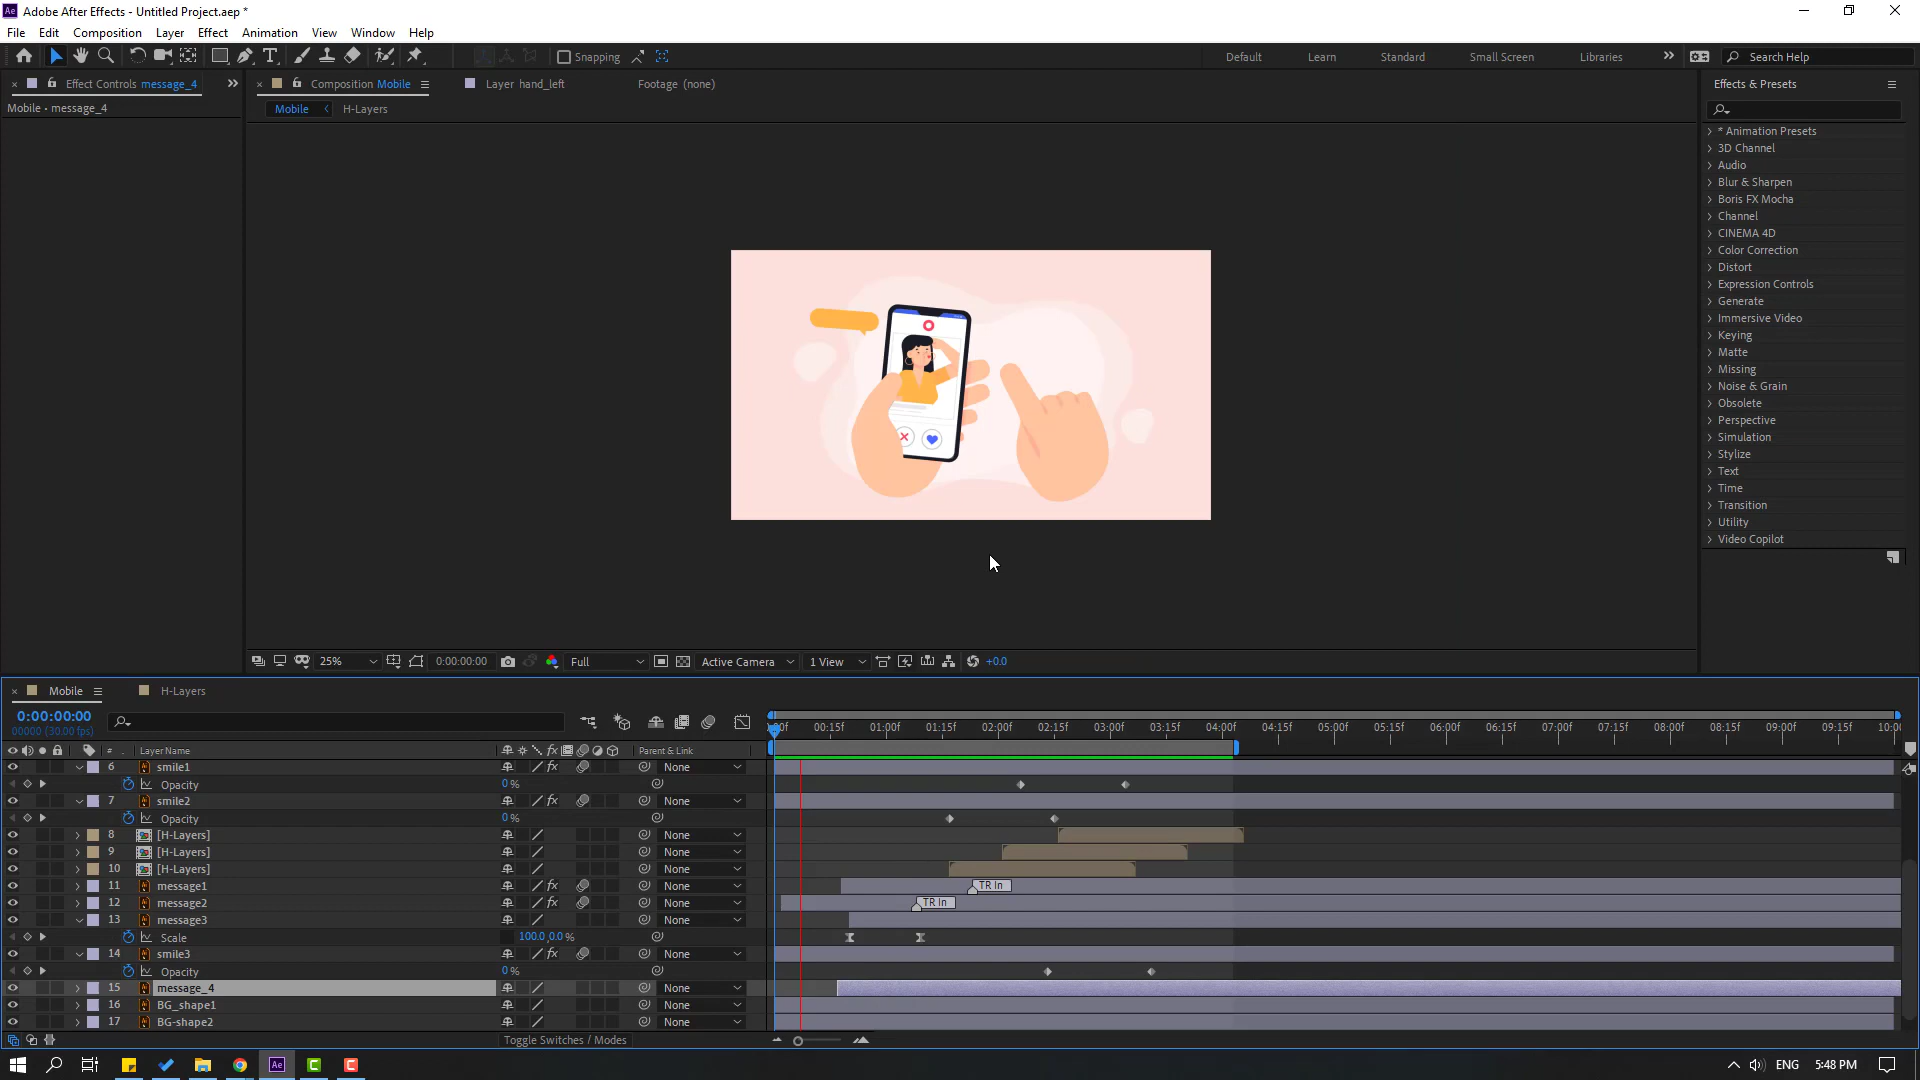 Adobe After Effects - Untitled Project.aep *
File Edit Composition Layer Effect Animation View Window Help
Snapping Default Learn Standard Small Screen Libraries Search Help
Effect Controls message_4 Composition Mobile Layer hand_left Footage (none) Effects & Presets
Mobile • message_4 Mobile H-Layers
* Animation Presets
3D Channel
Audio
Blur & Sharpen
Boris FX Mocha
Channel
CINEMA 4D
Color Correction
Distort
Expression Controls
Generate
Immersive Video
Keying
Matte
Missing
Noise & Grain
Obsolete
Perspective
Simulation
Stylize
Text
Time
Transition
Utility
Video Copilot
25% 0:00:00:00 Full Active Camera 1 View +0.0
Mobile H-Layers
0:00:00:00
00000 (30.00 fps)
00:15f 01:00f 01:15f 02:00f 02:15f 03:00f 03:15f 04:00f 04:15f 05:00f 05:15f 06:00f 06:15f 07:00f 07:15f 08:00f 08:15f 09:00f 09:15f
# Layer Name fx Parent & Link
6 smile1 fx None
Opacity 0 %
7 smile2 fx None
Opacity 0 %
8 [H-Layers] None
9 [H-Layers] None
10 [H-Layers] None
11 message1 fx None TR In
12 message2 fx None TR In
13 message3 None
Scale 100.0,0.0 %
14 smile3 fx None
Opacity 0 %
15 message_4 None
16 BG_shape1 None
17 BG-shape2 None
Toggle Switches / Modes
Ae ENG 5:48 PM